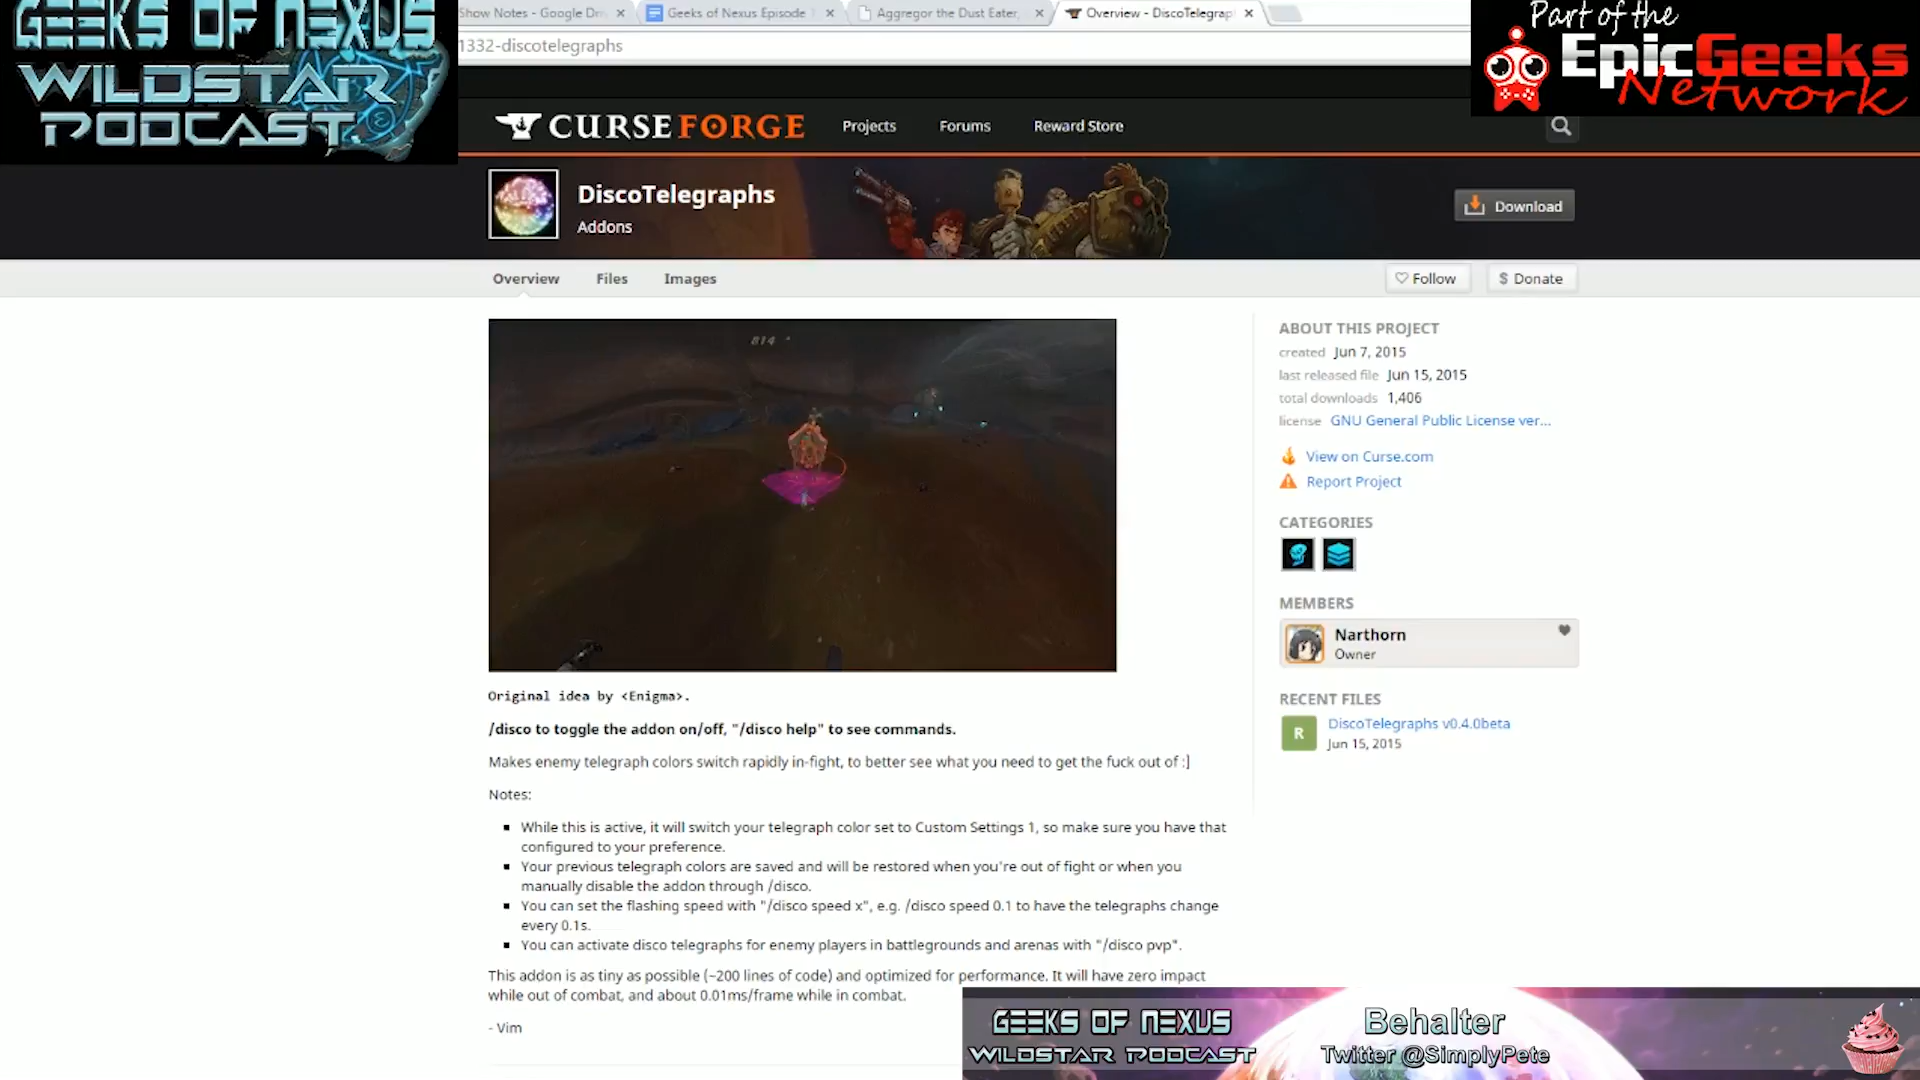 GEEKS OF NEXUS
WILDSTAR
PODCAST
Show Notes - Google Dri
Geeks of Nexus Episode
Aggregor the Dust Eater,
Overview - DiscoTelegrap
1332-discotelegraphs
Part of the
EpicGeeks
Network
CURSEFORGE
Projects
Forums
Reward Store
DiscoTelegraphs
Addons
Download
Overview
Files
Images
Follow
$ Donate
814
Original idea by <Enigma>.
/disco to toggle the addon on/off, "/disco help" to see commands.
Makes enemy telegraph colors switch rapidly in-fight, to better see what you need to get the fuck out of :]
Notes:
While this is active, it will switch your telegraph color set to Custom Settings 1, so make sure you have that
configured to your preference.
Your previous telegraph colors are saved and will be restored when you're out of fight or when you
manually disable the addon through /disco.
You can set the flashing speed with "/disco speed x", e.g. /disco speed 0.1 to have the telegraphs change
every 0.1s.
You can activate disco telegraphs for enemy players in battlegrounds and arenas with "/disco pvp".
This addon is as tiny as possible (~200 lines of code) and optimized for performance. It will have zero impact
while out of combat, and about 0.01ms/frame while in combat.
- Vim
ABOUT THIS PROJECT
created Jun 7, 2015
last released file Jun 15, 2015
total downloads 1,406
license GNU General Public License ver...
View on Curse.com
Report Project
CATEGORIES
MEMBERS
Narthorn
Owner
RECENT FILES
R
DiscoTelegraphs v0.4.0beta
Jun 15, 2015
GEEKS OF NEXUS
WILDSTAR PODCAST
Behalter
Twitter @SimplyPete